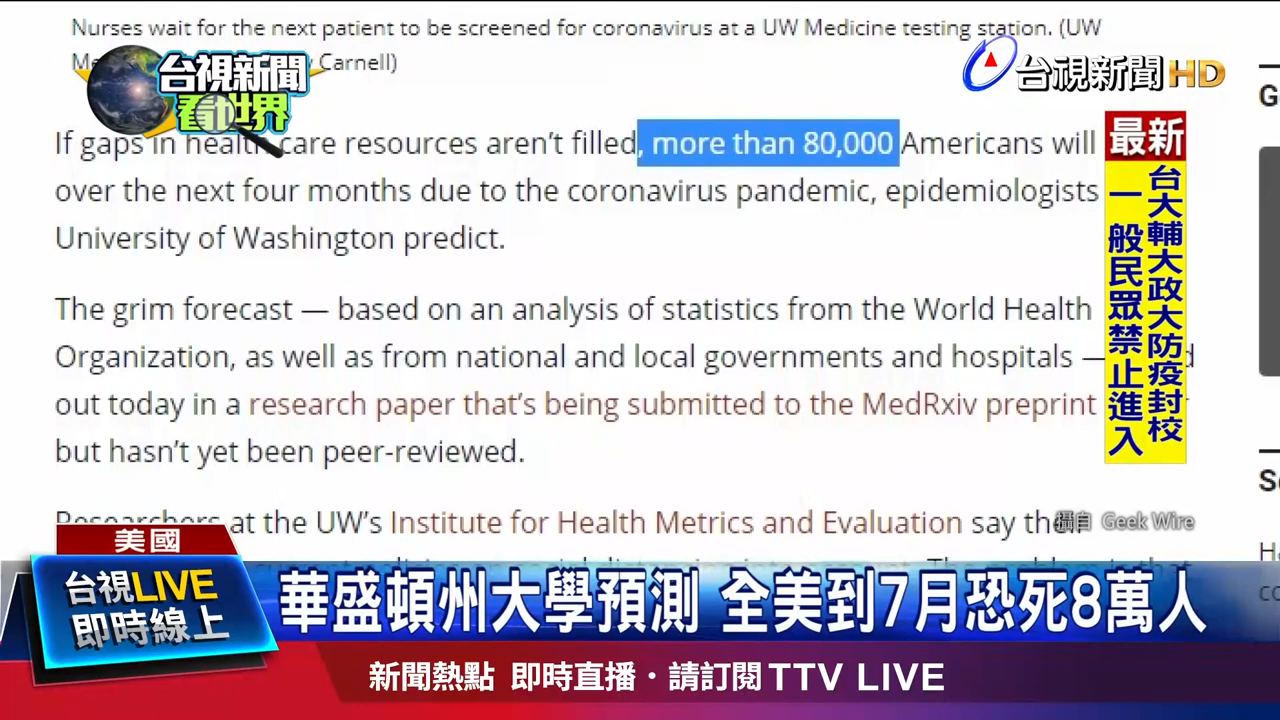 Nurses wait for the next patient to be screened for coronavirus at a UW Medicine testing station. (UW
Carnell)
台視新聞
看世界
台視新聞HD
If gaps in health care resources aren't filled, more than 80,000 Americans will
over the next four months due to the coronavirus pandemic, epidemiologists
University of Washington predict.
The grim forecast — based on an analysis of statistics from the World Health
Organization, as well as from national and local governments and hospitals —
out today in a research paper that's being submitted to the MedRxiv preprint
but hasn't yet been peer-reviewed.
Researchers at the UW's Institute for Health Metrics and Evaluation say the
最新
台大輔大政大防疫封校
一般民眾禁止進入
攝自 Geek Wire
美國
台視LIVE
即時線上
華盛頓州大學預測 全美到7月恐死8萬人
新聞熱點 即時直播・請訂閱TTV LIVE